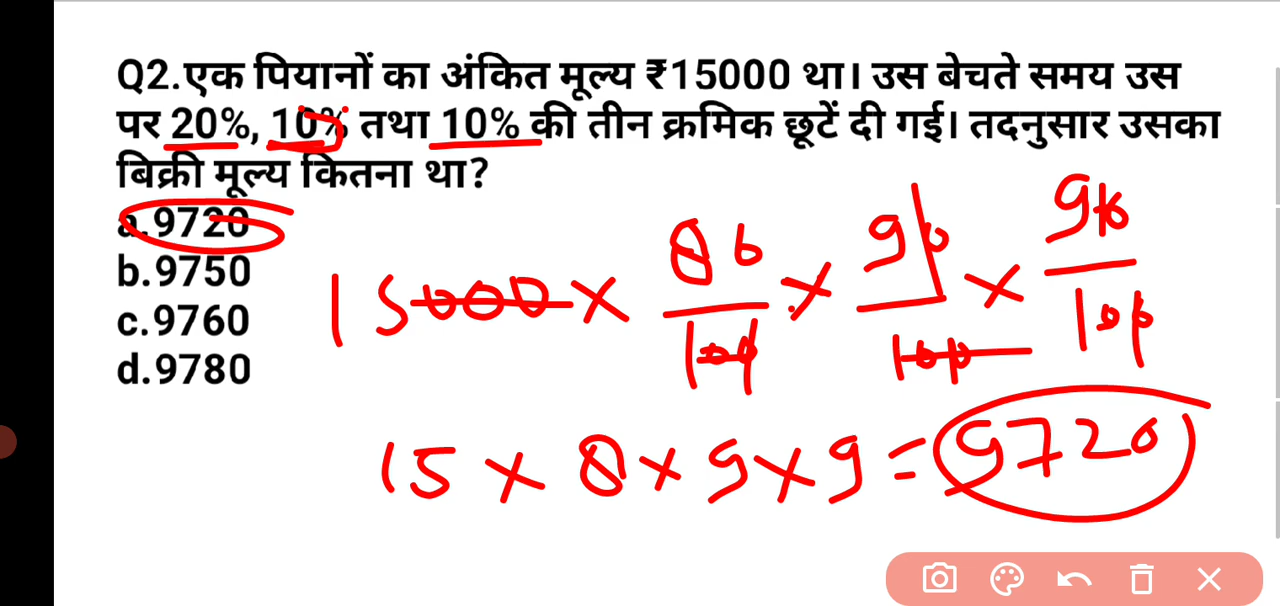 Q2.एक पियानों का अंकित मूल्य ₹15000 था। उस बेचते समय उस
पर 20%, 10% तथा 10% की तीन क्रमिक छूटें दी गई। तदनुसार उसका
बिक्री मूल्य कितना था?
a.9720
b.9750
c.9760
d.9780
15000 × 80/100 × 90/100 × 90/100
15 × 8 × 9 × 9 = 9720